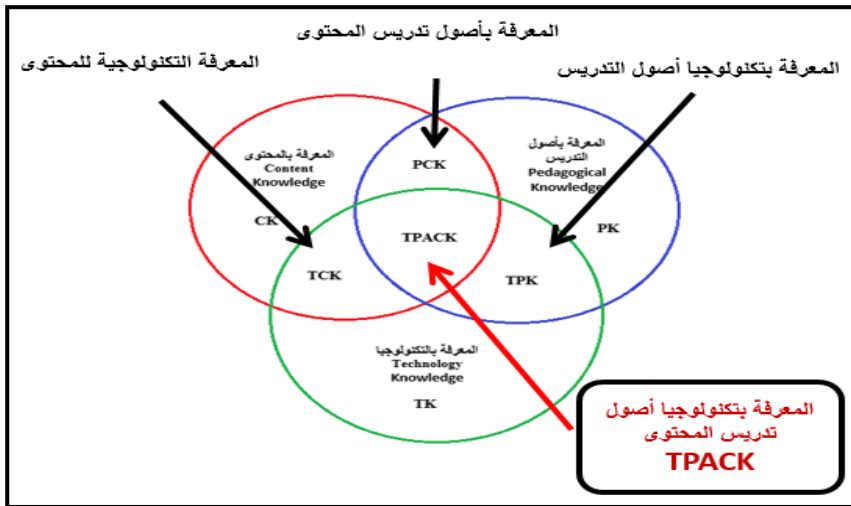 المعرفة بأصول تدريس المحتوى
المعرفة التكنولوجية للمحتوى
المعرفة بتكنولوجيا أصول التدريس
المعرفة بالمحتوى
Content
Knowledge
CK
PCK
المعرفة بأصول
التدريس
Pedagogical
Knowledge
PK
TPACK
TCK
TPK
المعرفة بالتكنولوجيا
Technology
Knowledge
TK
المعرفة بتكنولوجيا أصول
تدريس المحتوى
TPACK